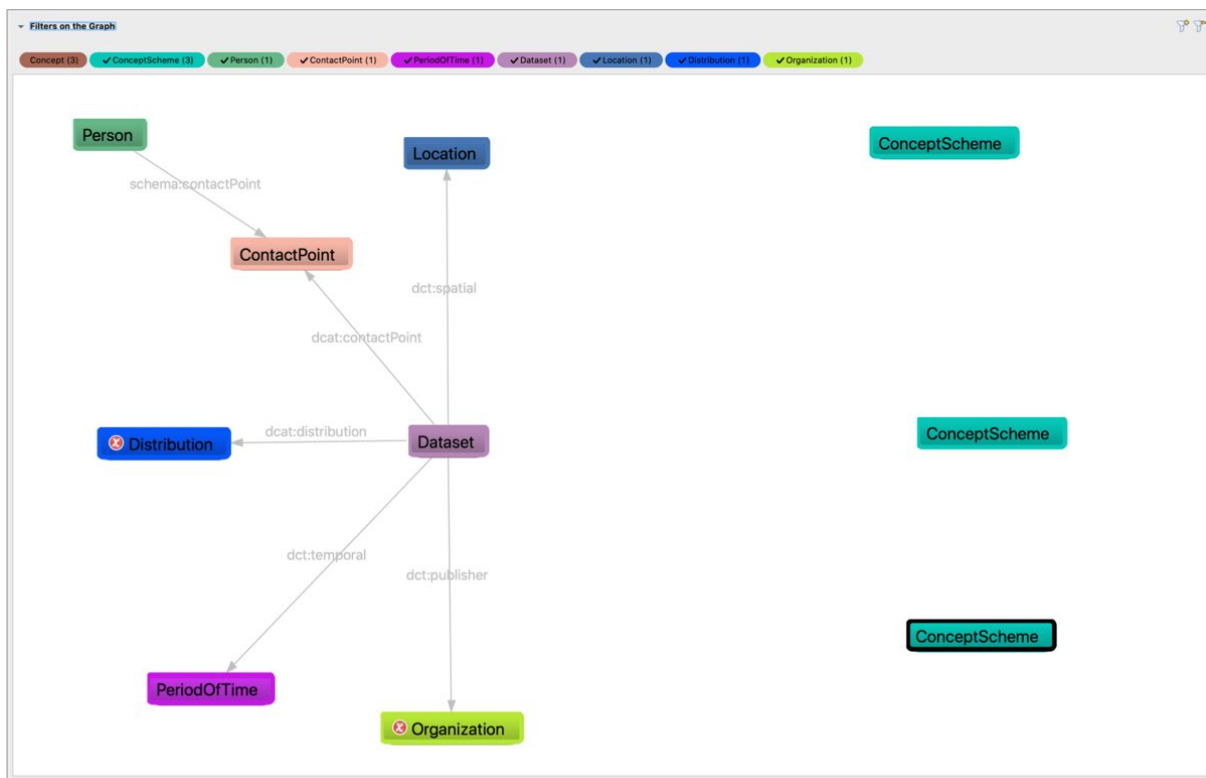 Filters on the Graph
Concept (3) ConceptScheme (3) Person (1) ContactPoint (1) PeriodOfTime (1) Dataset (1) Location (1) Distribution (1) Organization (1)
Person
Location
ConceptScheme
schema:contactPoint
ContactPoint
dct:spatial
dcat:contactPoint
Distribution
dcat:distribution
Dataset
ConceptScheme
dct:temporal
dct:publisher
ConceptScheme
PeriodOfTime
Organization